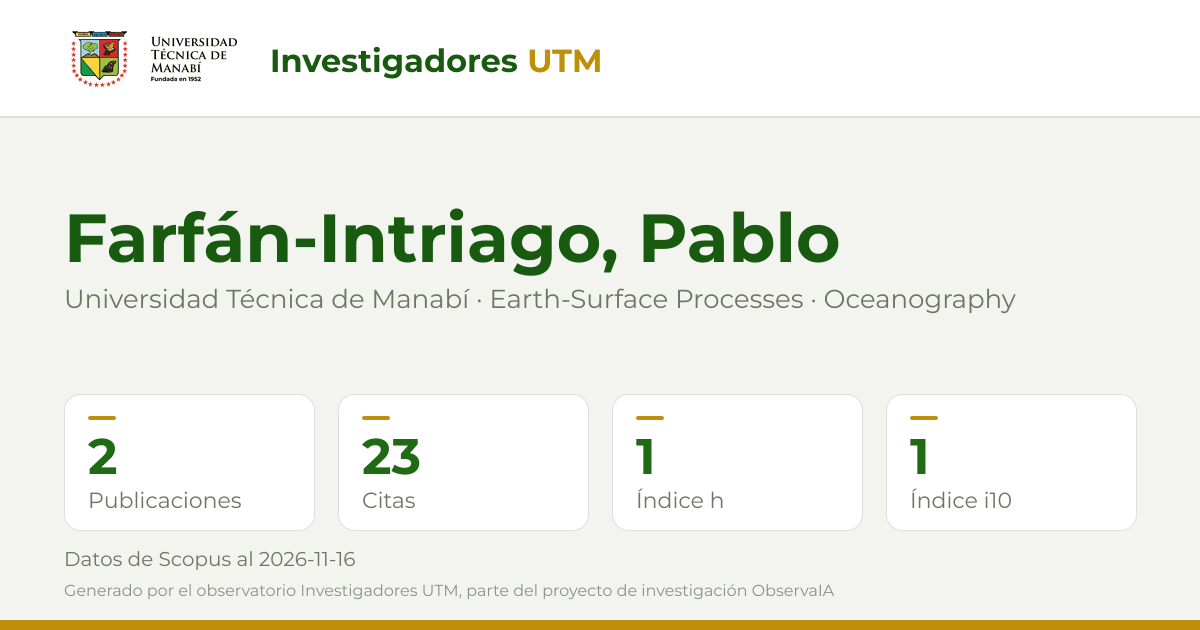 UNIVERSIDAD
TÉCNICA DE
MANABÍ
Fundada en 1952
Investigadores UTM
Farfán-Intriago, Pablo
Universidad Técnica de Manabí · Earth-Surface Processes · Oceanography
2
Publicaciones
23
Citas
1
Índice h
1
Índice i10
Datos de Scopus al 2026-11-16
Generado por el observatorio Investigadores UTM, parte del proyecto de investigación ObservaIA